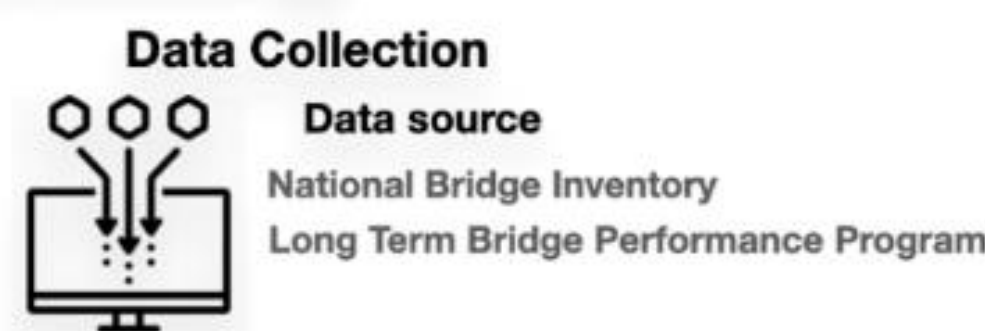 Data Collection
Data source
National Bridge Inventory
Long Term Bridge Performance Program